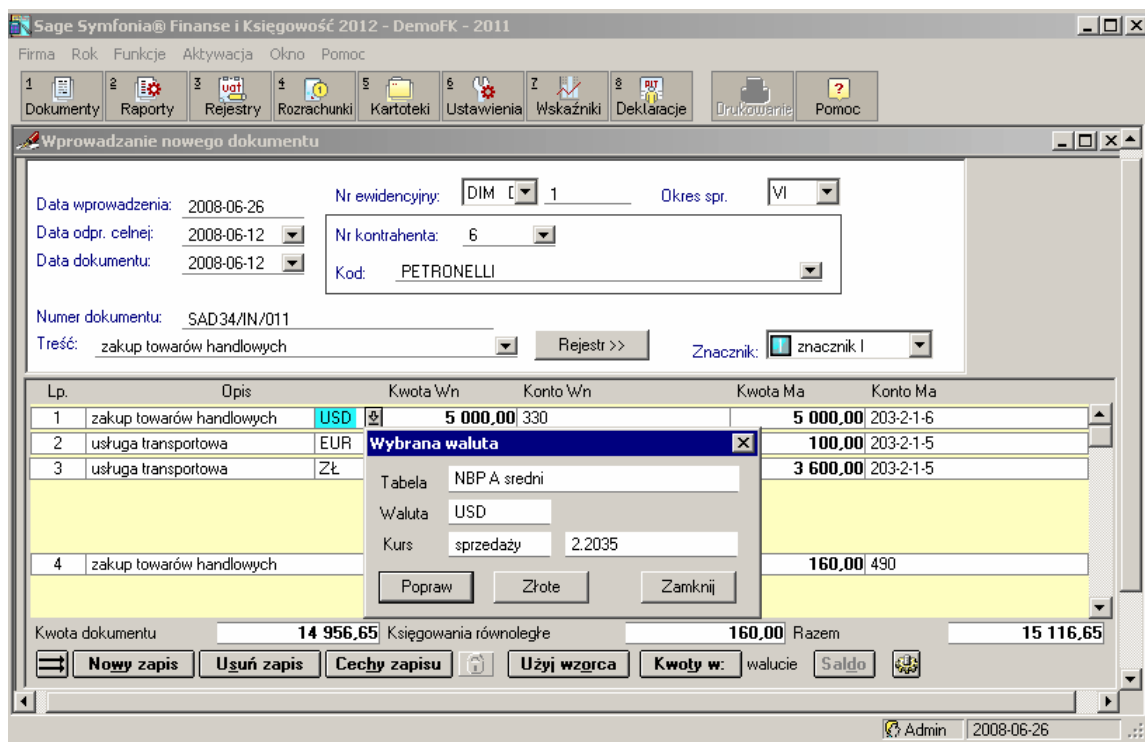 Sage Symfonia® Finanse i Księgowość 2012 - DemoFK - 2011
Firma Rok Funkcje Aktywacja Okno Pomoc
1 2 3 4 5 6 7 8 ?
Dokumenty Raporty Rejestry Rozrachunki Kartoteki Ustawienia Wskaźniki Deklaracje Drukowanie Pomoc
Wprowadzanie nowego dokumentu
Data wprowadzenia: 2008-06-26 Nr ewidencyjny: DIM 1 Okres spr. VI
Data odpr. celnej: 2008-06-12 Nr kontrahenta: 6
Data dokumentu: 2008-06-12 Kod: PETRONELLI
Numer dokumentu: SAD34/IN/011
Treść: zakup towarów handlowych Rejestr >> Znacznik: znacznik I
Lp. Opis Kwota Wn Konto Wn Kwota Ma Konto Ma
1 zakup towarów handlowych USD 5 000,00 330 5 000,00 203-2-1-6
2 usługa transportowa EUR 100,00 203-2-1-5
3 usługa transportowa ZŁ 3 600,00 203-2-1-5
Wybrana waluta
Tabela NBP A sredni
Waluta USD
Kurs sprzedaży 2.2035
Popraw Złote Zamknij
4 zakup towarów handlowych 160,00 490
Kwota dokumentu 14 956,65 Księgowania równoległe 160,00 Razem 15 116,65
Nowy zapis Usuń zapis Cechy zapisu Użyj wzorca Kwoty w: walucie Saldo
Admin 2008-06-26